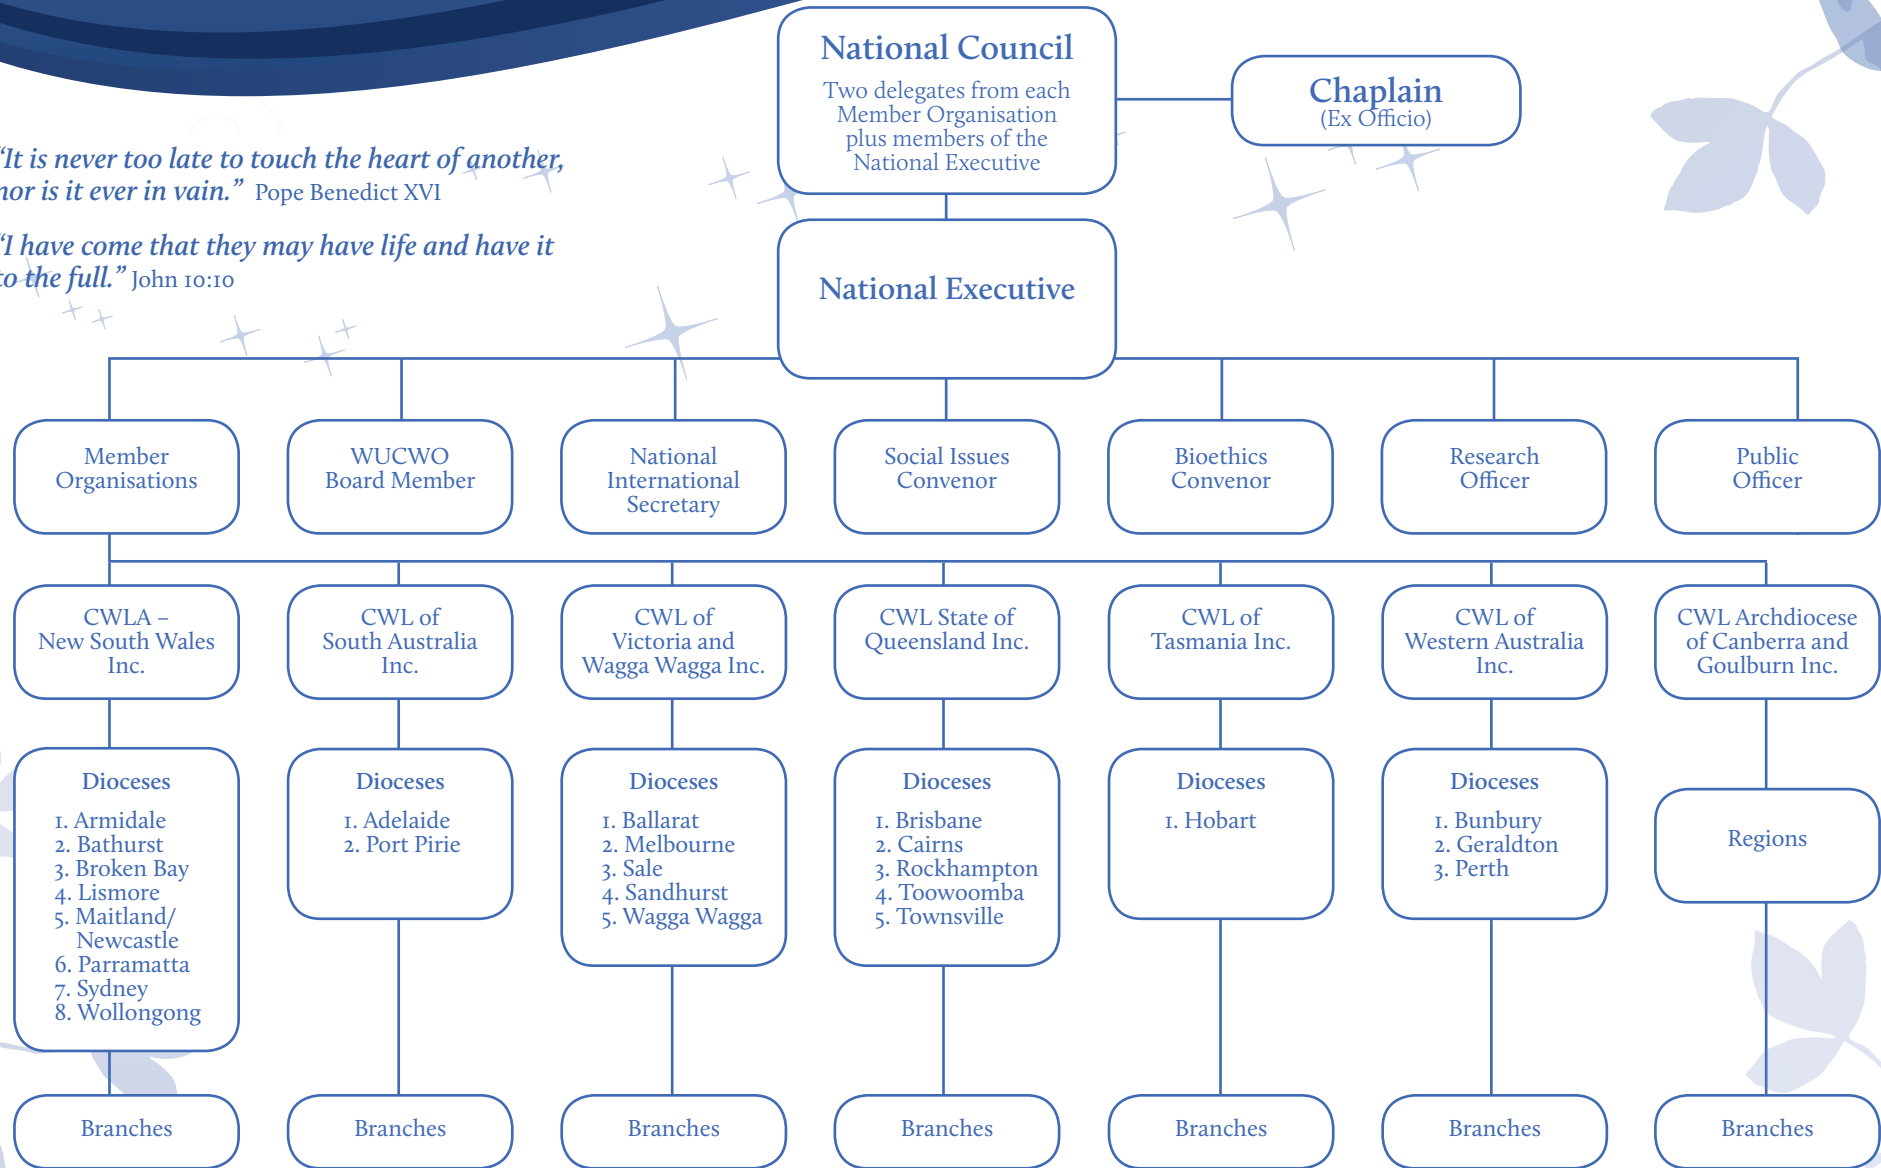 National Council
Two delegates from each
Member Organisation
plus members of the
National Executive
Chaplain
(Ex Officio)
“It is never too late to touch the heart of another,
nor is it ever in vain.” Pope Benedict XVI
“I have come that they may have life and have it
to the full.” John 10:10
National Executive
Member
Organisations
WUCWO
Board Member
National
International
Secretary
Social Issues
Convenor
Bioethics
Convenor
Research
Officer
Public
Officer
CWLA –
New South Wales
Inc.
CWL of
South Australia
Inc.
CWL of
Victoria and
Wagga Wagga Inc.
CWL State of
Queensland Inc.
CWL of
Tasmania Inc.
CWL of
Western Australia
Inc.
CWL Archdiocese
of Canberra and
Goulburn Inc.
Dioceses
1. Armidale
2. Bathurst
3. Broken Bay
4. Lismore
5. Maitland/
Newcastle
6. Parramatta
7. Sydney
8. Wollongong
Dioceses
1. Adelaide
2. Port Pirie
Dioceses
1. Ballarat
2. Melbourne
3. Sale
4. Sandhurst
5. Wagga Wagga
Dioceses
1. Brisbane
2. Cairns
3. Rockhampton
4. Toowoomba
5. Townsville
Dioceses
1. Hobart
Dioceses
1. Bunbury
2. Geraldton
3. Perth
Regions
Branches
Branches
Branches
Branches
Branches
Branches
Branches